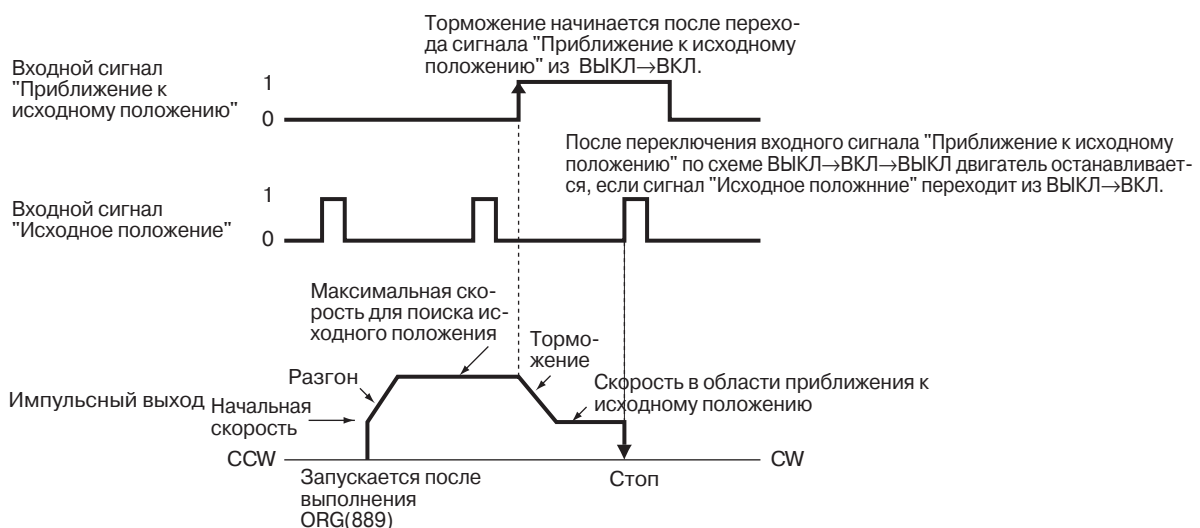 Торможение начинается после перехо-
да сигнала "Приближение к исходному
положению" из ВЫКЛ→ВКЛ.
Входной сигнал
"Приближение к
исходному положению"
1
0
После переключения входного сигнала "Приближение к исходному
положению" по схеме ВЫКЛ→ВКЛ→ВЫКЛ двигатель останавливает-
ся, если сигнал "Исходное положнние" переходит из ВЫКЛ→ВКЛ.
Входной сигнал
"Исходное положение"
1
0
Максимальная ско-
рость для поиска ис-
ходного положения
Тормо-
жение
Разгон
Скорость в области приближения к
исходному положению
Импульсный выход
Начальная
скорость
CCW
CW
Запускается после
выполнения
ORG(889)
Стоп